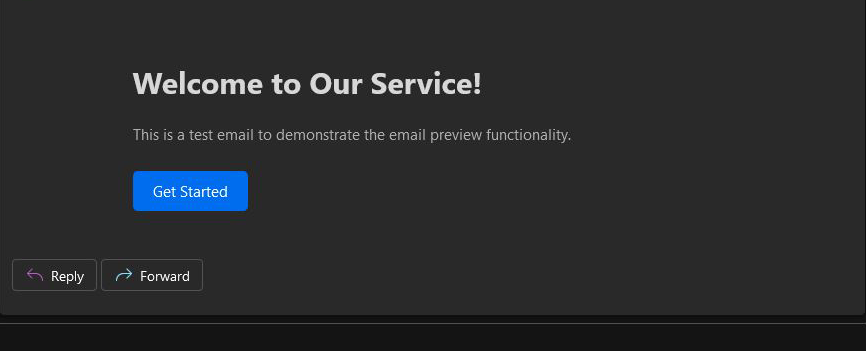 Welcome to Our Service!
This is a test email to demonstrate the email preview functionality.
Get Started
Reply
Forward